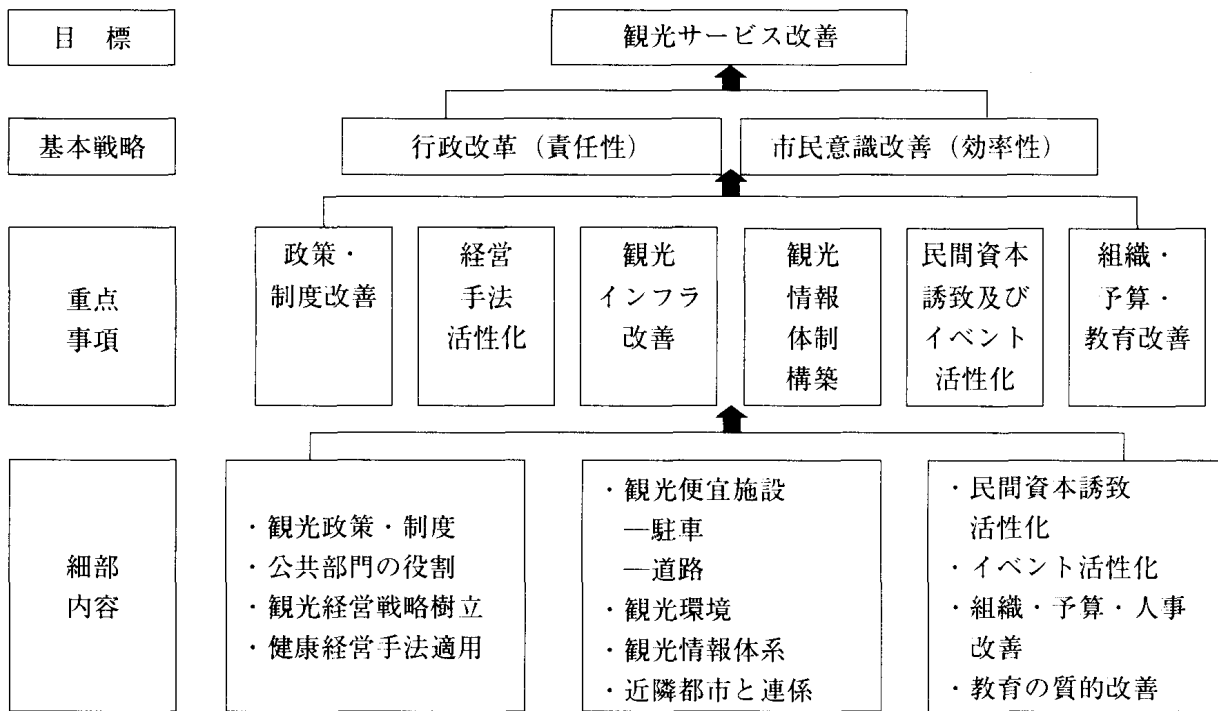 目 標
観光サービス改善
基本戦略
行政改革（責任性）
市民意識改善（効率性）
重点
事項
政策・
制度改善
経営
手法
活性化
観光
インフラ
改善
観光
情報
体制
構築
民間資本
誘致及び
イベント
活性化
組織・
予算・
教育改善
細部
内容
・観光政策・制度
・公共部門の役割
・観光経営戦略樹立
・健康経営手法適用
・観光便宜施設
―駐車
―道路
・観光環境
・観光情報体系
・近隣都市と連係
・民間資本誘致
活性化
・イベント活性化
・組織・予算・人事
改善
・教育の質的改善